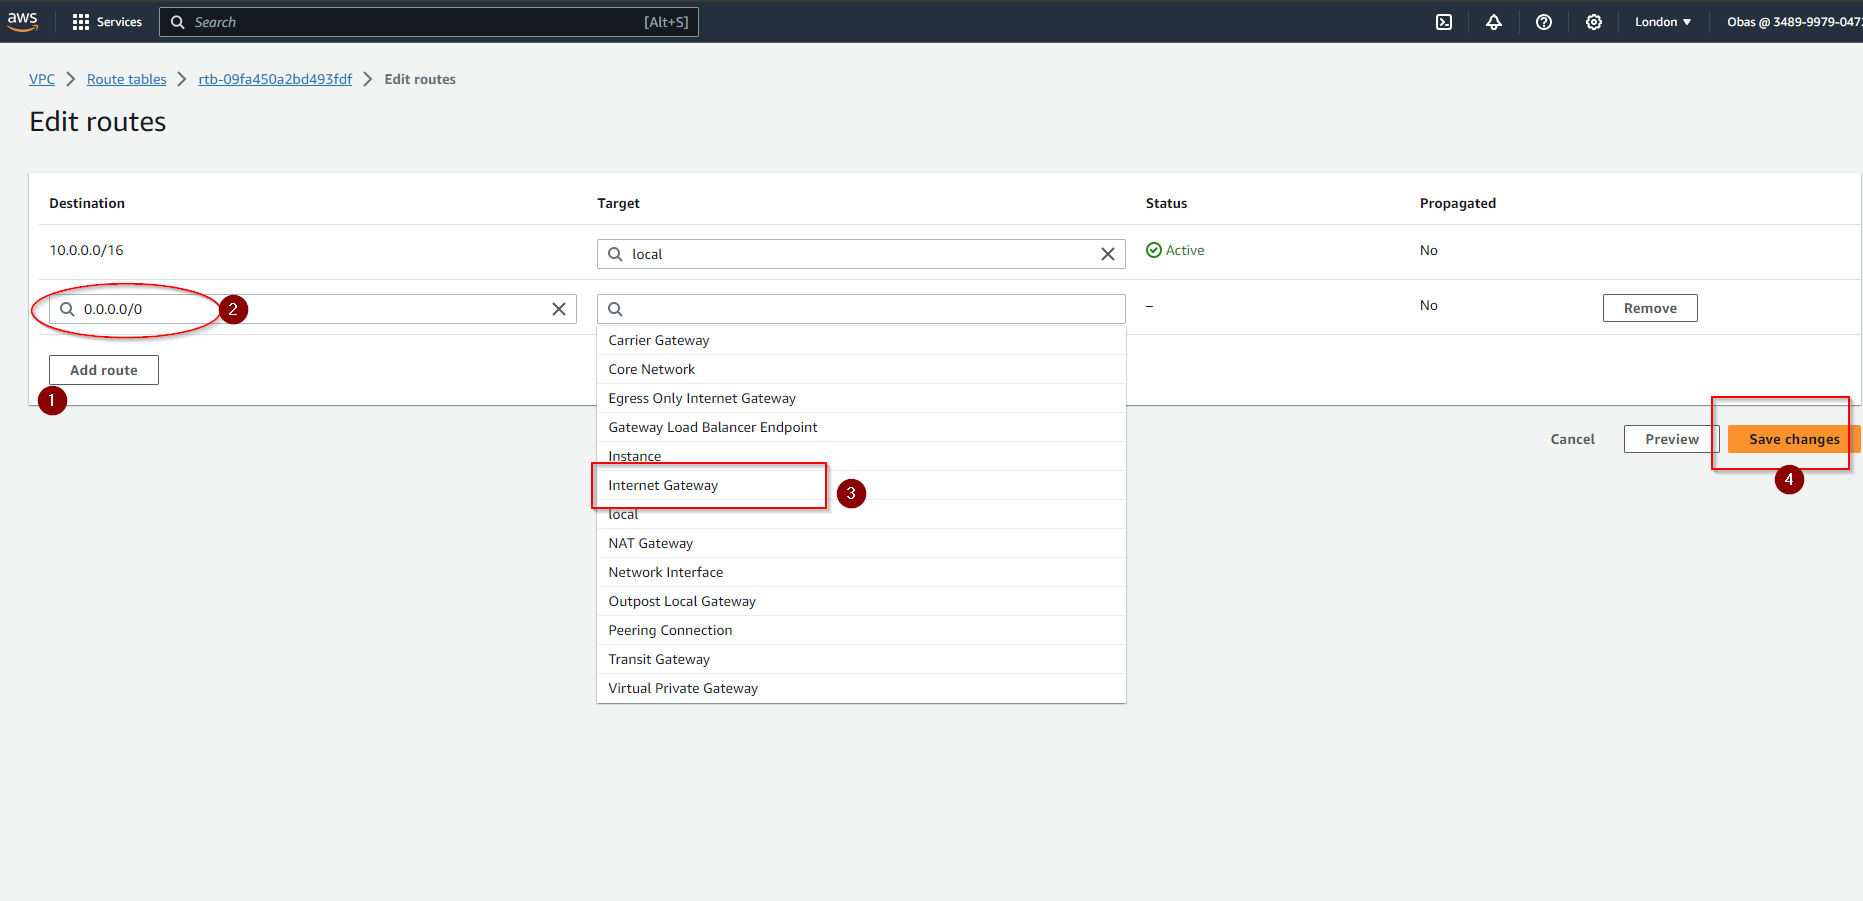 aws Services Search [Alt+S] London Obas @ 3489-9979-047
VPC Route tables rtb-09fa450a2bd493fdf Edit routes
Edit routes
Destination Target Status Propagated
10.0.0.0/16 local Active No
0.0.0.0/0 2 – No Remove
Carrier Gateway
Add route
Core Network
1
Egress Only Internet Gateway
Gateway Load Balancer Endpoint
Cancel Preview Save changes
Instance
4
Internet Gateway 3
local
NAT Gateway
Network Interface
Outpost Local Gateway
Peering Connection
Transit Gateway
Virtual Private Gateway